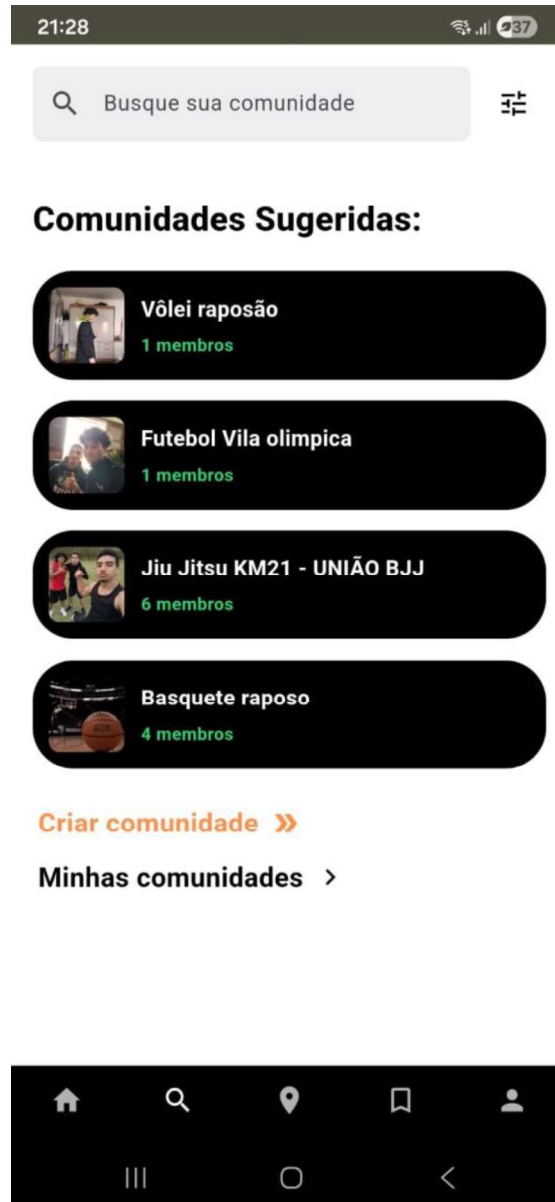 21:28
37
Busque sua comunidade
Comunidades Sugeridas:
Vôlei raposão
1 membros
Futebol Vila olimpica
1 membros
Jiu Jitsu KM21 - UNIÃO BJJ
6 membros
Basquete raposo
4 membros
Criar comunidade
Minhas comunidades